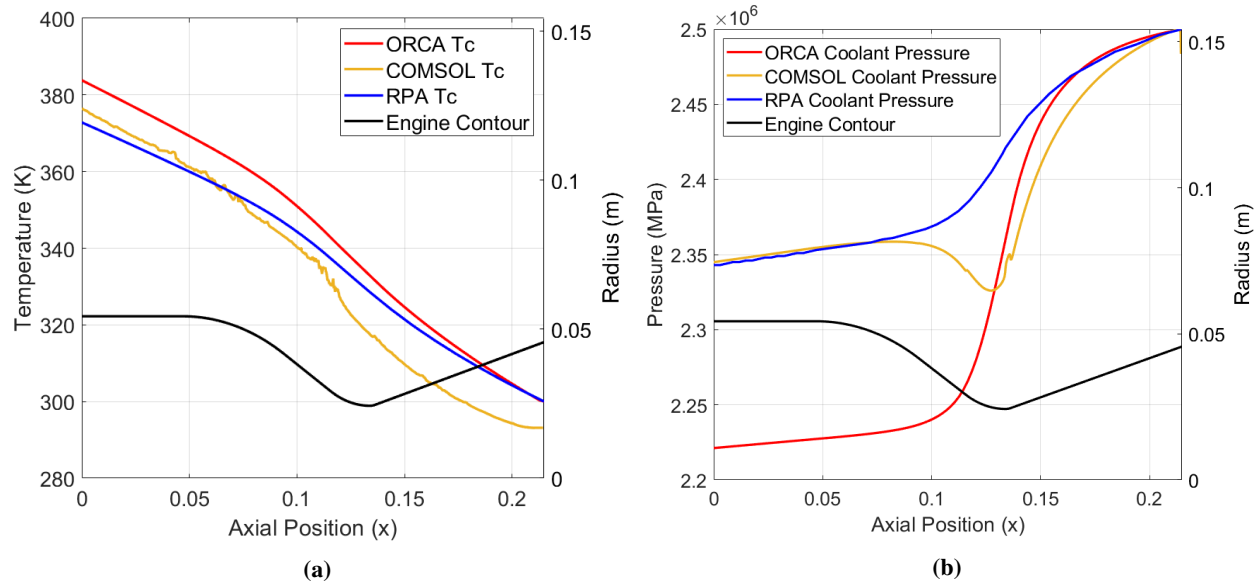 400
380
360
340
320
300
280
Temperature (K)
0
0.05
0.1
0.15
0.2
Axial Position (x)
0.15
0.1
0.05
0
Radius (m)
ORCA Tc
COMSOL Tc
RPA Tc
Engine Contour
(a)
×10⁶
2.5
2.45
2.4
2.35
2.3
2.25
2.2
Pressure (MPa)
0
0.05
0.1
0.15
0.2
Axial Position (x)
0.15
0.1
0.05
0
Radius (m)
ORCA Coolant Pressure
COMSOL Coolant Pressure
RPA Coolant Pressure
Engine Contour
(b)